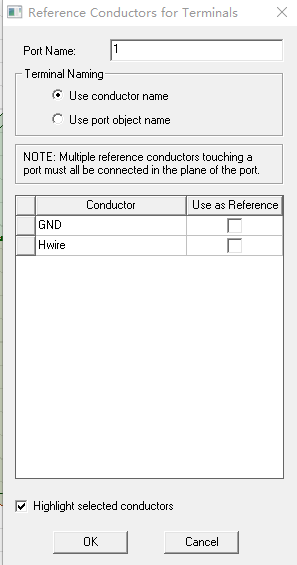 Reference Conductors for Terminals
Port Name: 1
Terminal Naming
Use conductor name
Use port object name
NOTE: Multiple reference conductors touching a
port must all be connected in the plane of the port.
Conductor Use as Reference
GND
Hwire
Highlight selected conductors
OK Cancel